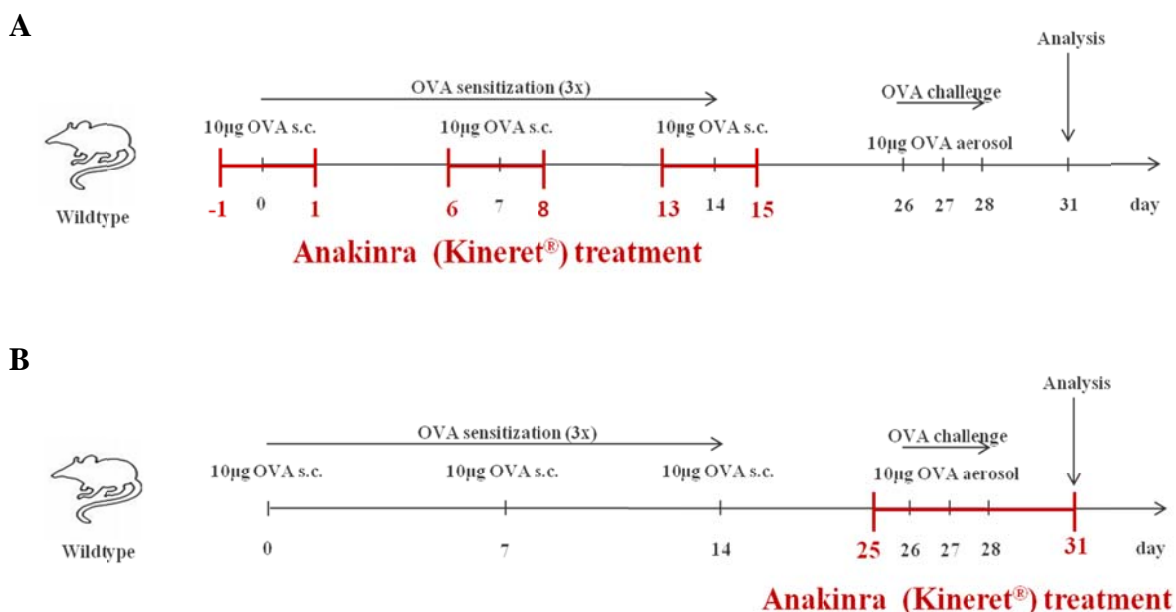 A
Analysis
OVA sensitization (3x)
OVA challenge
10µg OVA s.c. 10µg OVA s.c. 10µg OVA s.c. 10µg OVA aerosol
Wildtype
-1 0 1 6 7 8 13 14 15 26 27 28 31 day
Anakinra (Kineret®) treatment
B
Analysis
OVA sensitization (3x) OVA challenge
10µg OVA s.c. 10µg OVA s.c. 10µg OVA s.c. 10µg OVA aerosol
Wildtype 0 7 14 25 26 27 28 31 day
Anakinra (Kineret®) treatment